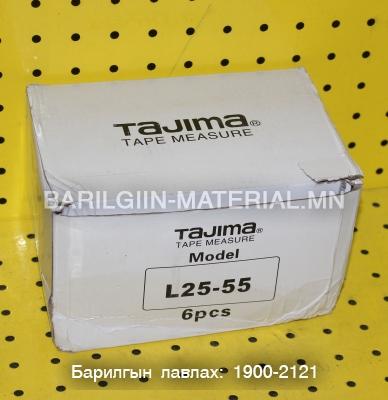 TaJIMa®
TAPE MEASURE
BARILGIIN-MATERIAL.MN
TaJIMa®
TAPE MEASURE
Model
L25-55
6pcs
Барилгын лавлах: 1900-2121